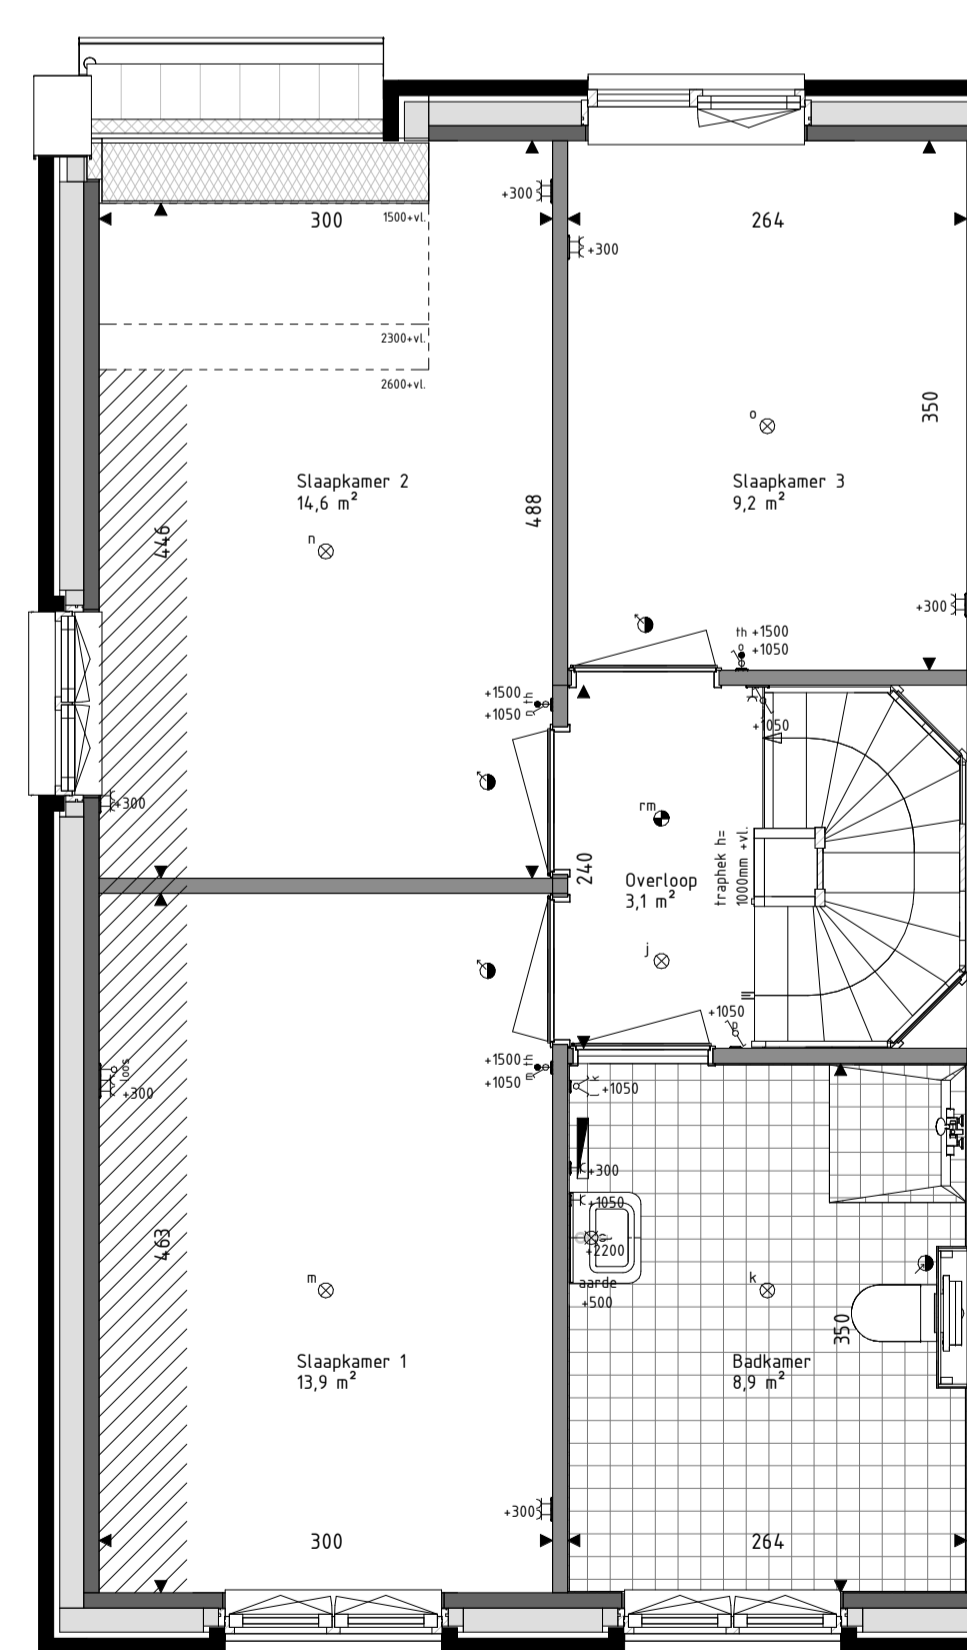 +300
300
1500+vl.
264
+300
2300+vl.
2600+vl.
350
o
Slaapkamer 2
14,6 m²
Slaapkamer 3
9,2 m²
488
446
n
+300
th +1500
o +1050
+1500
+1050 n th
+1050
+300
rm
traphek h=
1000mm +vl.
240
Overloop
3,1 m²
j
+1050
p
+1500
+1050 m th
loos
+300
+1050
+300
+1050
+2200
aarde
+500
463
m
k
350
Slaapkamer 1
13,9 m²
Badkamer
8,9 m²
+300
300
264